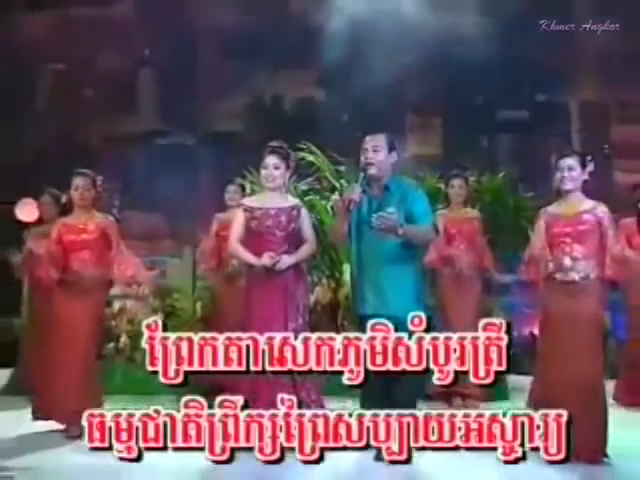 Khmer Angkor
ព្រែកតាសេកភូមិសំបូរត្រី
ធម្មជាតិព្រឹក្សព្រៃសប្បាយអស្ចារ្យ